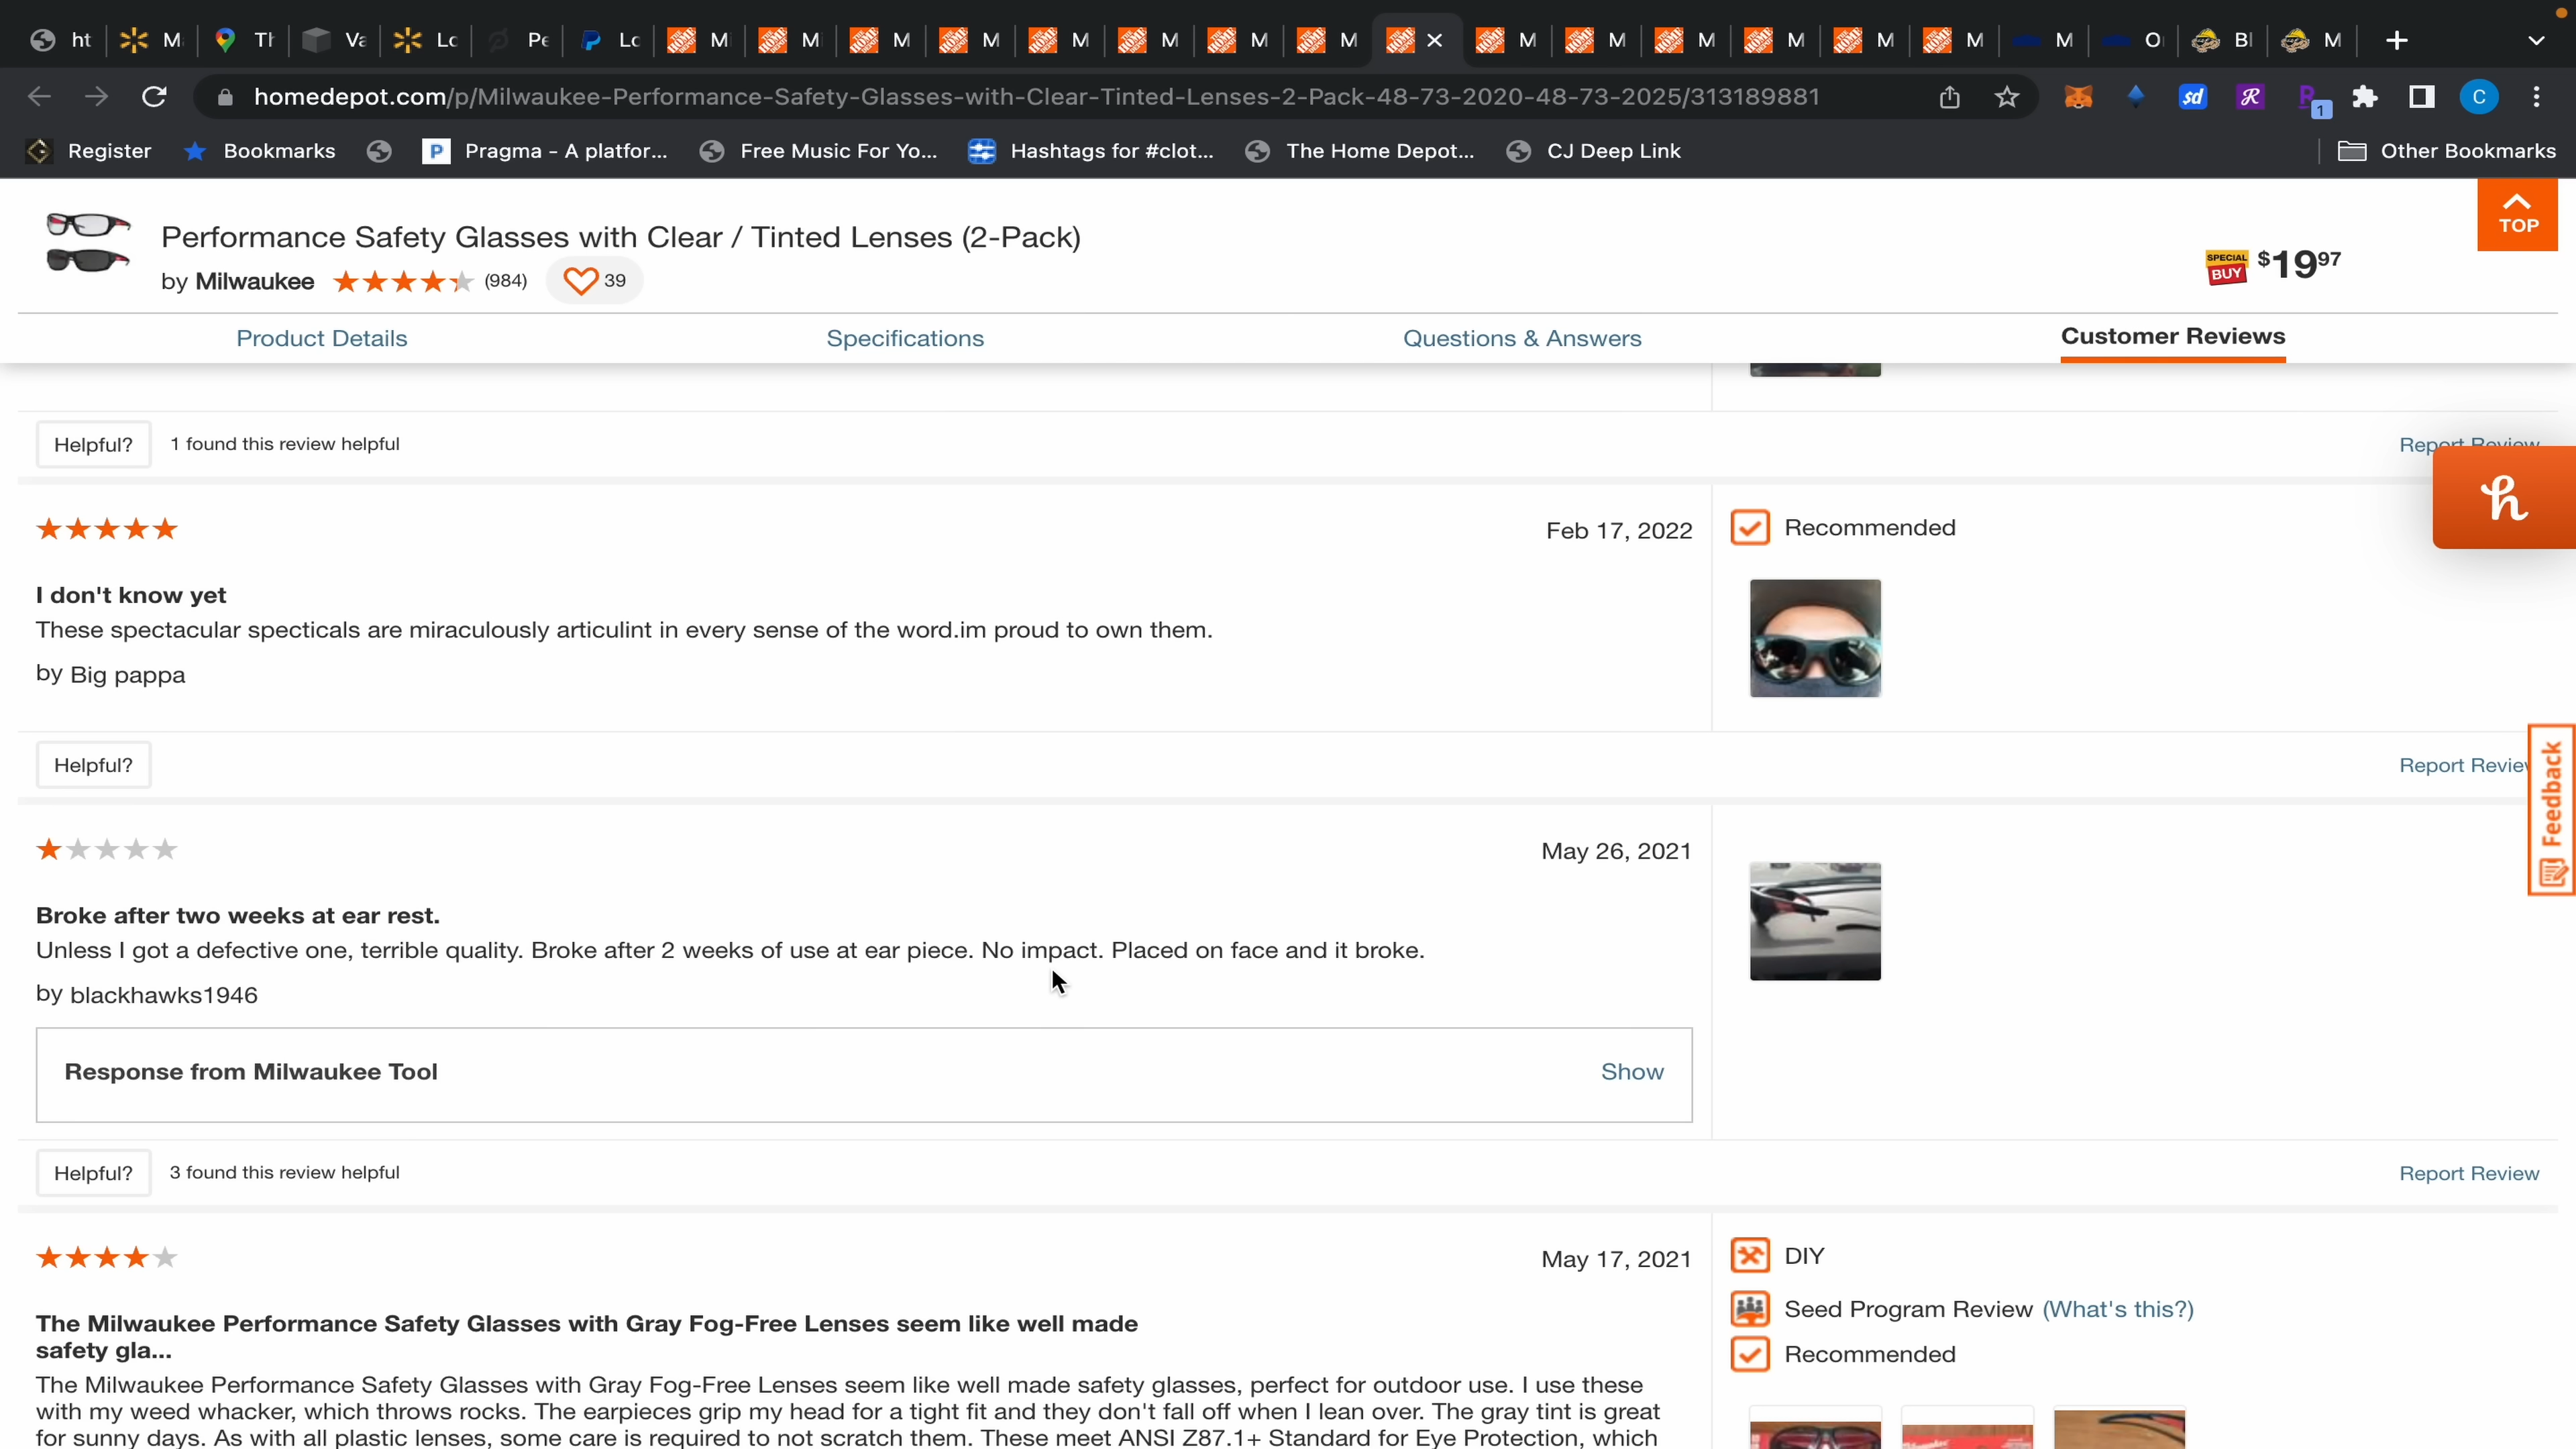 ht M Th Va Lo Pe Lo M M M M M M M M M M M M M M M O Bl M
homedepot.com/p/Milwaukee-Performance-Safety-Glasses-with-Clear-Tinted-Lenses-2-Pack-48-73-2020-48-73-2025/313189881
1
C
Register Bookmarks Pragma - A platfor... Free Music For Yo... Hashtags for #clot... The Home Depot... CJ Deep Link Other Bookmarks
TOP
Performance Safety Glasses with Clear / Tinted Lenses (2-Pack)
by Milwaukee (984) 39
SPECIAL BUY $19 97
Product Details Specifications Questions & Answers Customer Reviews
Helpful? 1 found this review helpful Report Review
Feb 17, 2022 Recommended
I don't know yet
These spectacular specticals are miraculously articulint in every sense of the word.im proud to own them.
by Big pappa
Helpful? Report Review
Feedback
May 26, 2021
Broke after two weeks at ear rest.
Unless I got a defective one, terrible quality. Broke after 2 weeks of use at ear piece. No impact. Placed on face and it broke.
by blackhawks1946
Response from Milwaukee Tool Show
Helpful? 3 found this review helpful Report Review
May 17, 2021 DIY
Seed Program Review (What's this?)
Recommended
The Milwaukee Performance Safety Glasses with Gray Fog-Free Lenses seem like well made
safety gla...
The Milwaukee Performance Safety Glasses with Gray Fog-Free Lenses seem like well made safety glasses, perfect for outdoor use. I use these
with my weed whacker, which throws rocks. The earpieces grip my head for a tight fit and they don't fall off when I lean over. The gray tint is great
for sunny days. As with all plastic lenses, some care is required to not scratch them. These meet ANSI Z87.1+ Standard for Eye Protection, which